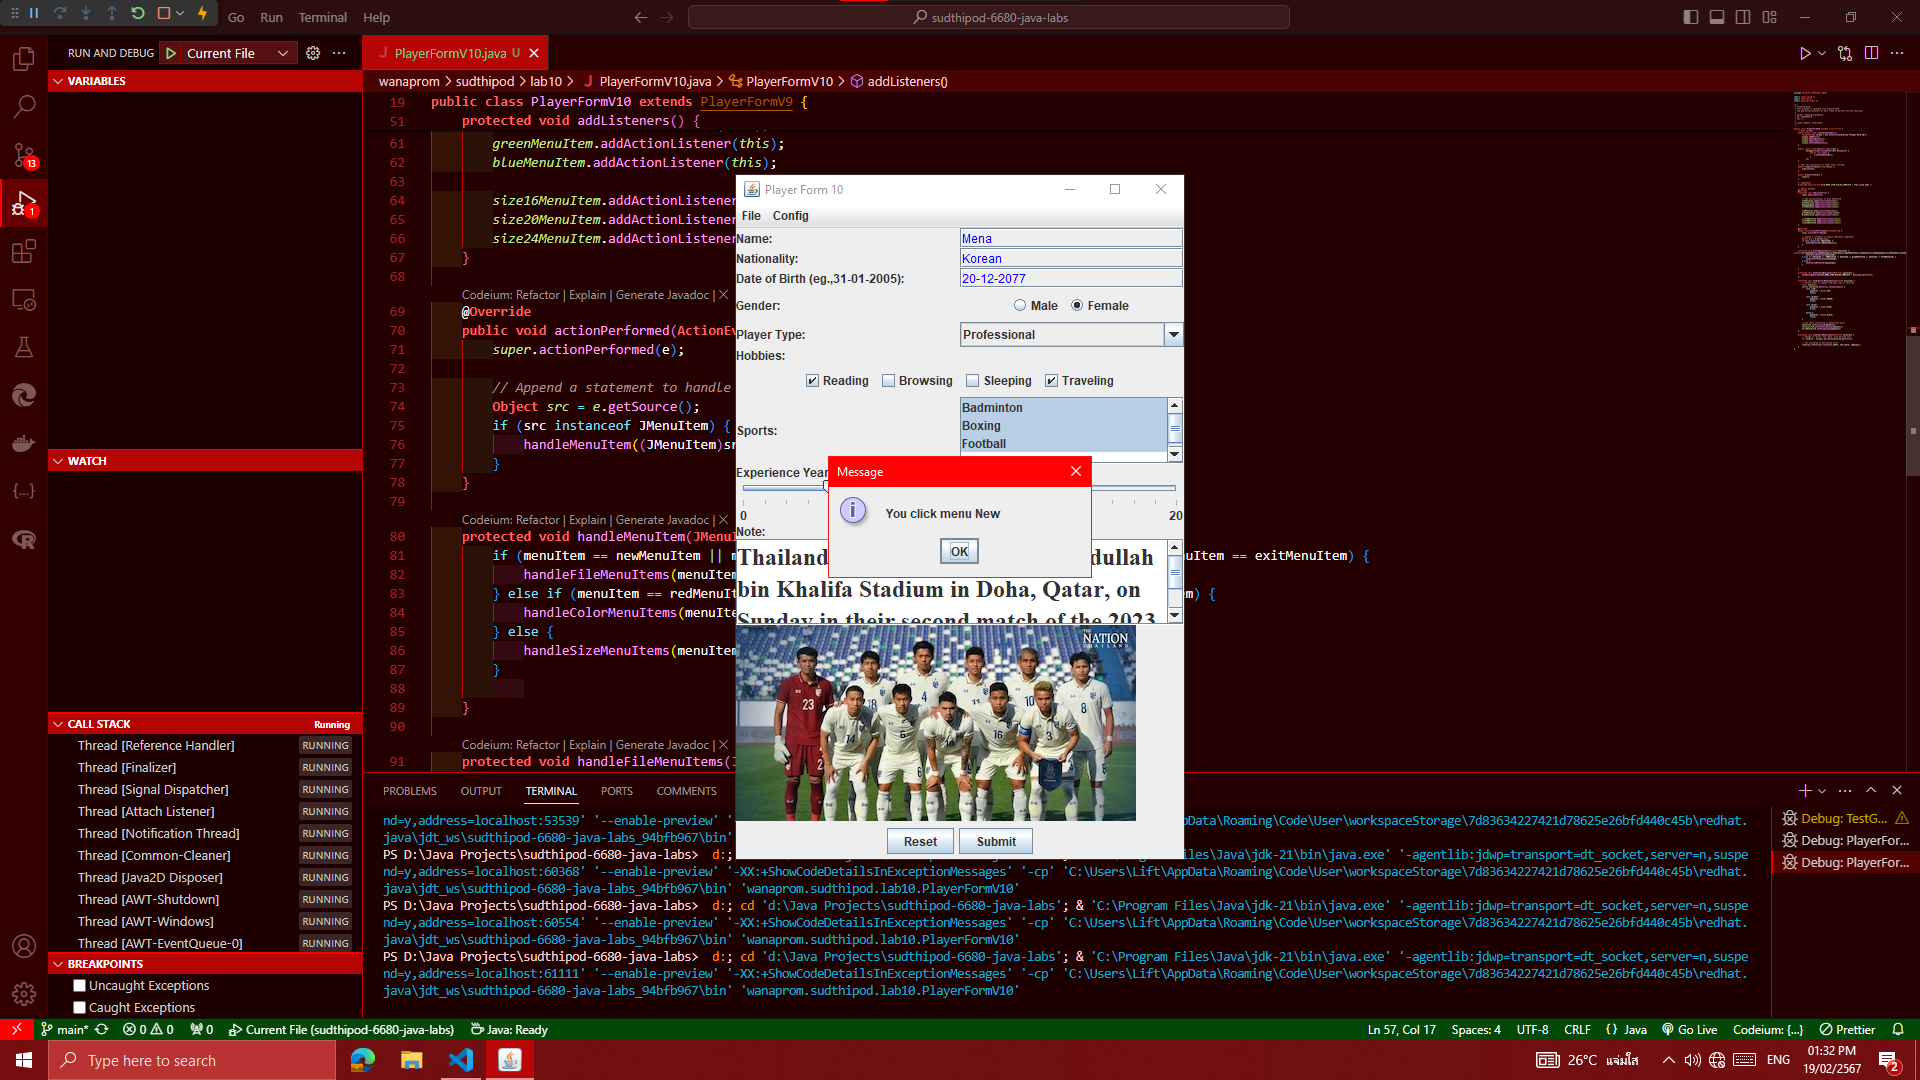 Go Run Terminal Help
sudthipod-6680-java-labs
RUN AND DEBUG Current File
PlayerFormV10.java U
VARIABLES
wanaprom > sudthipod > lab10 > J PlayerFormV10.java > PlayerFormV10 > addListeners()
19 public class PlayerFormV10 extends PlayerFormV9 {
51 protected void addListeners() {
61 greenMenuItem.addActionListener(this);
62 blueMenuItem.addActionListener(this);
63
64 size16MenuItem.addActionListener
65 size20MenuItem.addActionListener
66 size24MenuItem.addActionListener
67 }
68
Codeium: Refactor | Explain | Generate Javadoc | X
69 @Override
70 public void actionPerformed(ActionEv
71 super.actionPerformed(e);
72
73 // Append a statement to handle
74 Object src = e.getSource();
75 if (src instanceof JMenuItem) {
76 handleMenuItem((JMenuItem)sr
77 }
78 }
79
Codeium: Refactor | Explain | Generate Javadoc | X
80 protected void handleMenuItem(JMenuI
81 if (menuItem == newMenuItem || m uItem == exitMenuItem) {
82 handleFileMenuItems(menuItem
83 } else if (menuItem == redMenuIt m) {
84 handleColorMenuItems(menuIte
85 } else {
86 handleSizeMenuItems(menuItem
87 }
88
89 }
90
Codeium: Refactor | Explain | Generate Javadoc | X
91 protected void handleFileMenuItems(J
Player Form 10
File Config
Name: Mena
Nationality: Korean
Date of Birth (eg.,31-01-2005): 20-12-2077
Gender: Male Female
Player Type: Professional
Hobbies:
Reading Browsing Sleeping Traveling
Sports:
Badminton
Boxing
Football
Experience Year
0 20
Note:
Thailand dullah
bin Khalifa Stadium in Doha, Qatar, on
Sunday in their second match of the 2023
Message
You click menu New
OK
THE
NATION
THAILAND
23 4 10 8 14 6 16 3
Reset Submit
WATCH
CALL STACK Running
Thread [Reference Handler] RUNNING
Thread [Finalizer] RUNNING
Thread [Signal Dispatcher] RUNNING
Thread [Attach Listener] RUNNING
Thread [Notification Thread] RUNNING
Thread [Common-Cleaner] RUNNING
Thread [Java2D Disposer] RUNNING
Thread [AWT-Shutdown] RUNNING
Thread [AWT-Windows] RUNNING
Thread [AWT-EventQueue-0] RUNNING
BREAKPOINTS
Uncaught Exceptions
Caught Exceptions
PROBLEMS OUTPUT TERMINAL PORTS COMMENTS
nd=y,address=localhost:53539' '--enable-preview' ppData\Roaming\Code\User\workspaceStorage\7d83634227421d78625e26bfd440c45b\redhat.
java\jdt_ws\sudthipod-6680-java-labs_94bfb967\bin'
PS D:\Java Projects\sudthipod-6680-java-labs> d:; iles\Java\jdk-21\bin\java.exe' '-agentlib:jdwp=transport=dt_socket,server=n,suspe
nd=y,address=localhost:60368' '--enable-preview' '-XX:+ShowCodeDetailsInExceptionMessages' '-cp' 'C:\Users\Lift\AppData\Roaming\Code\User\workspaceStorage\7d83634227421d78625e26bfd440c45b\redhat.
java\jdt_ws\sudthipod-6680-java-labs_94bfb967\bin' 'wanaprom.sudthipod.lab10.PlayerFormV10'
PS D:\Java Projects\sudthipod-6680-java-labs> d:; cd 'd:\Java Projects\sudthipod-6680-java-labs'; & 'C:\Program Files\Java\jdk-21\bin\java.exe' '-agentlib:jdwp=transport=dt_socket,server=n,suspe
nd=y,address=localhost:60554' '--enable-preview' '-XX:+ShowCodeDetailsInExceptionMessages' '-cp' 'C:\Users\Lift\AppData\Roaming\Code\User\workspaceStorage\7d83634227421d78625e26bfd440c45b\redhat.
java\jdt_ws\sudthipod-6680-java-labs_94bfb967\bin' 'wanaprom.sudthipod.lab10.PlayerFormV10'
PS D:\Java Projects\sudthipod-6680-java-labs> d:; cd 'd:\Java Projects\sudthipod-6680-java-labs'; & 'C:\Program Files\Java\jdk-21\bin\java.exe' '-agentlib:jdwp=transport=dt_socket,server=n,suspe
nd=y,address=localhost:61111' '--enable-preview' '-XX:+ShowCodeDetailsInExceptionMessages' '-cp' 'C:\Users\Lift\AppData\Roaming\Code\User\workspaceStorage\7d83634227421d78625e26bfd440c45b\redhat.
java\jdt_ws\sudthipod-6680-java-labs_94bfb967\bin' 'wanaprom.sudthipod.lab10.PlayerFormV10'
Debug: TestG...
Debug: PlayerFor...
Debug: PlayerFor...
main* 0 0 0 Current File (sudthipod-6680-java-labs) Java: Ready
Ln 57, Col 17 Spaces: 4 UTF-8 CRLF {} Java Go Live Codeium: {...} Prettier
Type here to search
26°C แจ่มใส ENG 01:32 PM
19/02/2567
2
13
1